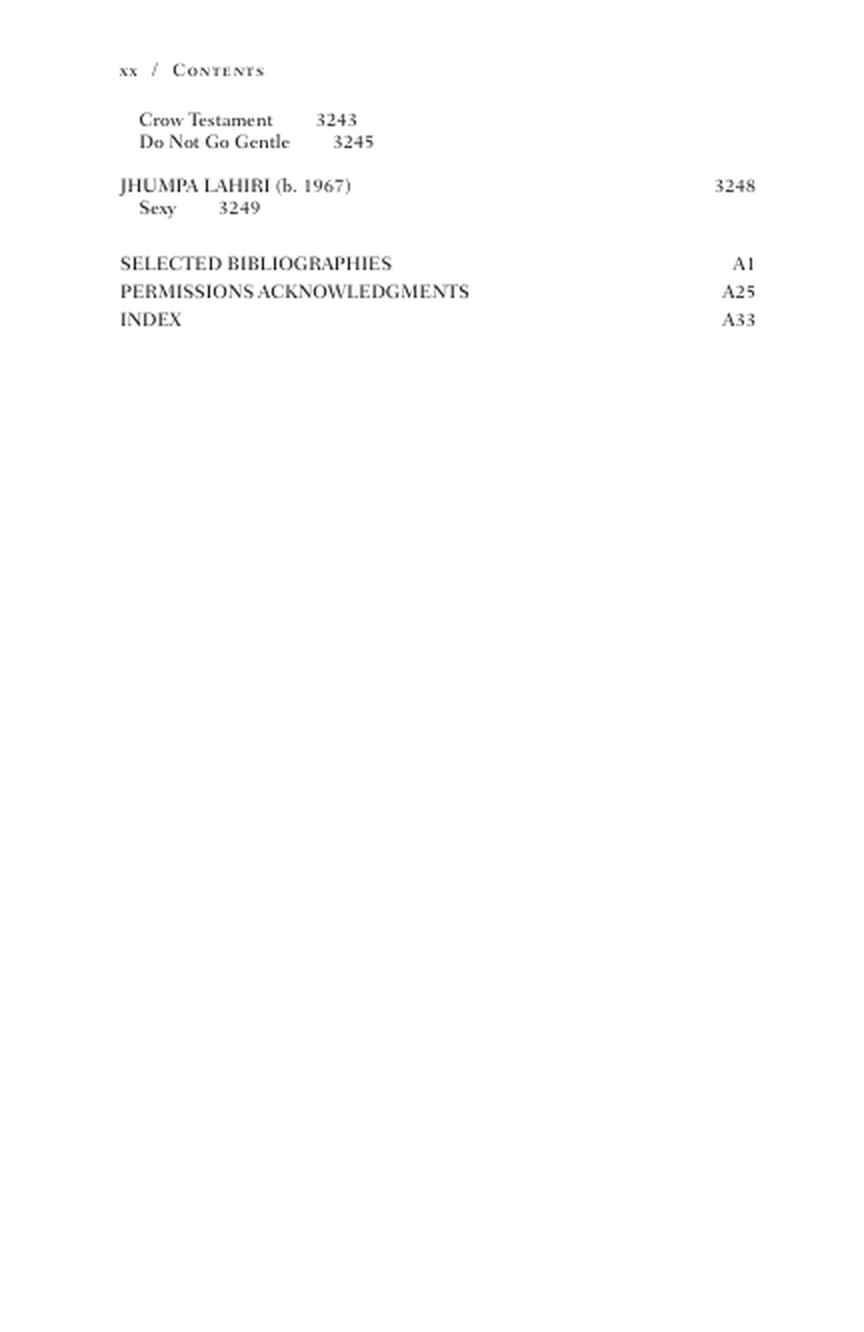 xx / Contents
Crow Testament 3243
Do Not Go Gentle 3245
JHUMPA LAHIRI (b. 1967) 3248
Sexy 3249
SELECTED BIBLIOGRAPHIES A1
PERMISSIONS ACKNOWLEDGMENTS A25
INDEX A33